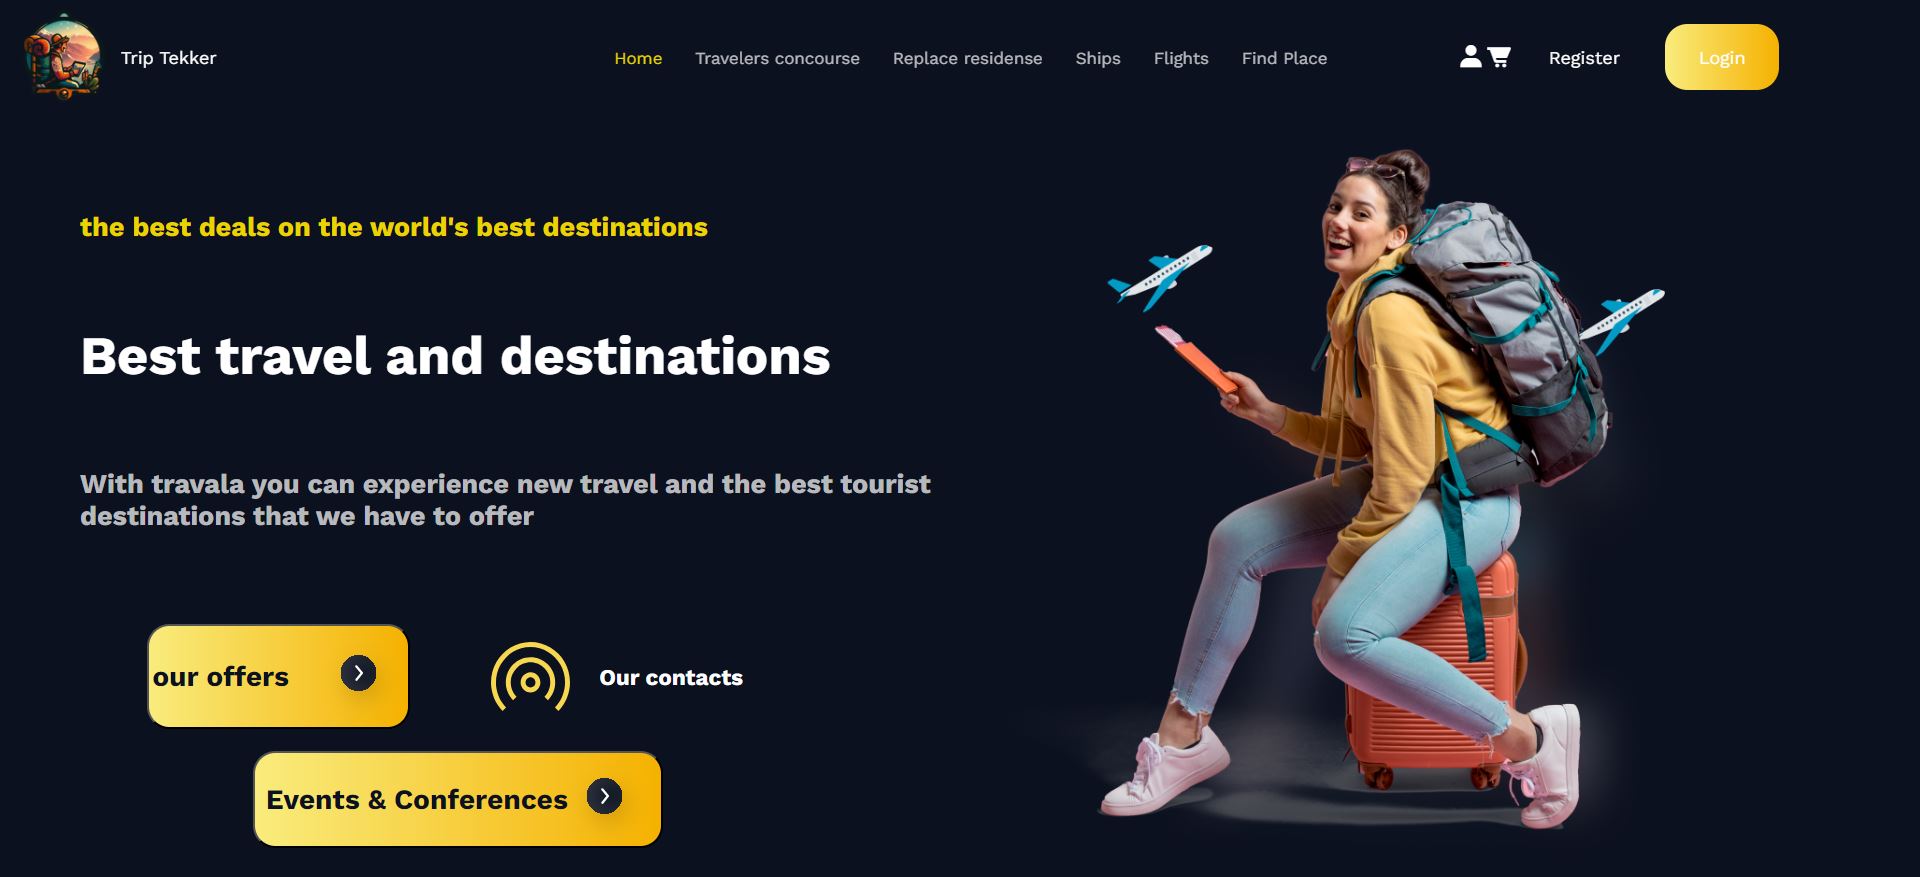 Trip Tekker
Home Travelers concourse Replace residense Ships Flights Find Place
Register
Login
the best deals on the world's best destinations
Best travel and destinations
With travala you can experience new travel and the best tourist
destinations that we have to offer
our offers
Our contacts
Events & Conferences